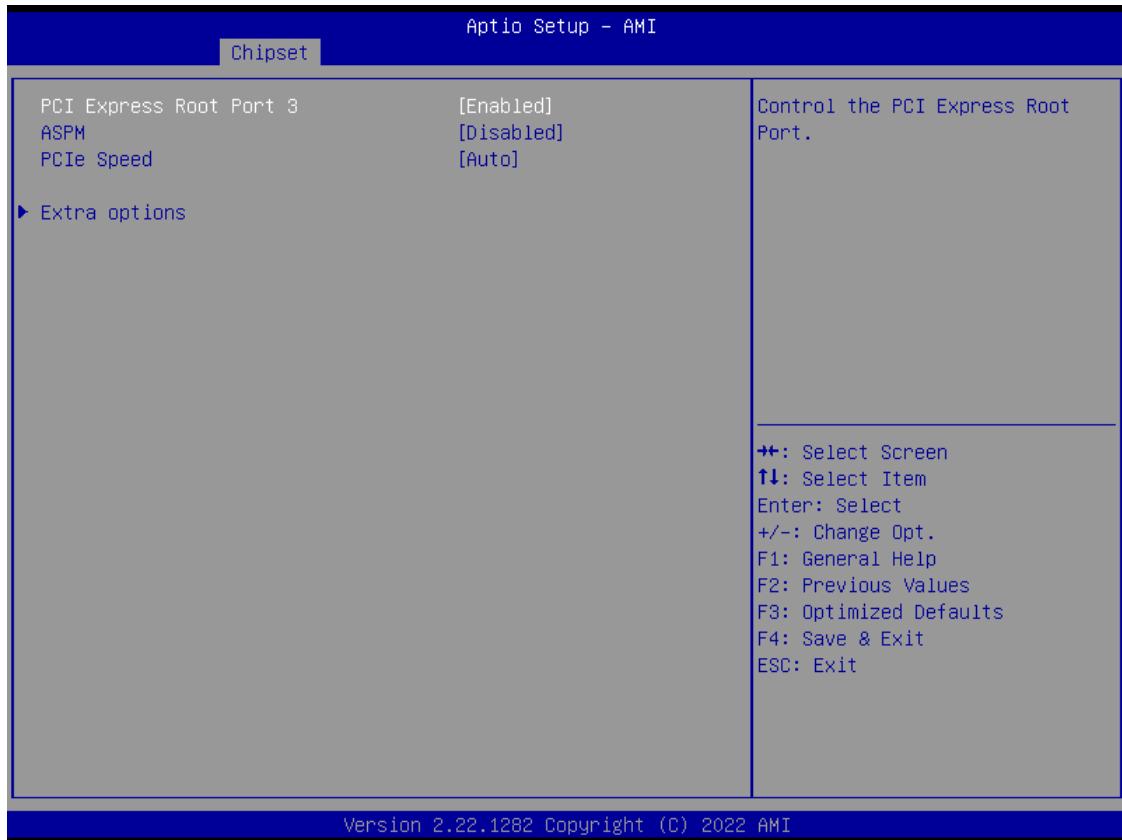 Aptio Setup – AMI
Chipset
PCI Express Root Port 3 [Enabled]
ASPM [Disabled]
PCIe Speed [Auto]
Extra options
Control the PCI Express Root
Port.
→←: Select Screen
↑↓: Select Item
Enter: Select
+/-: Change Opt.
F1: General Help
F2: Previous Values
F3: Optimized Defaults
F4: Save & Exit
ESC: Exit
Version 2.22.1282 Copyright (C) 2022 AMI